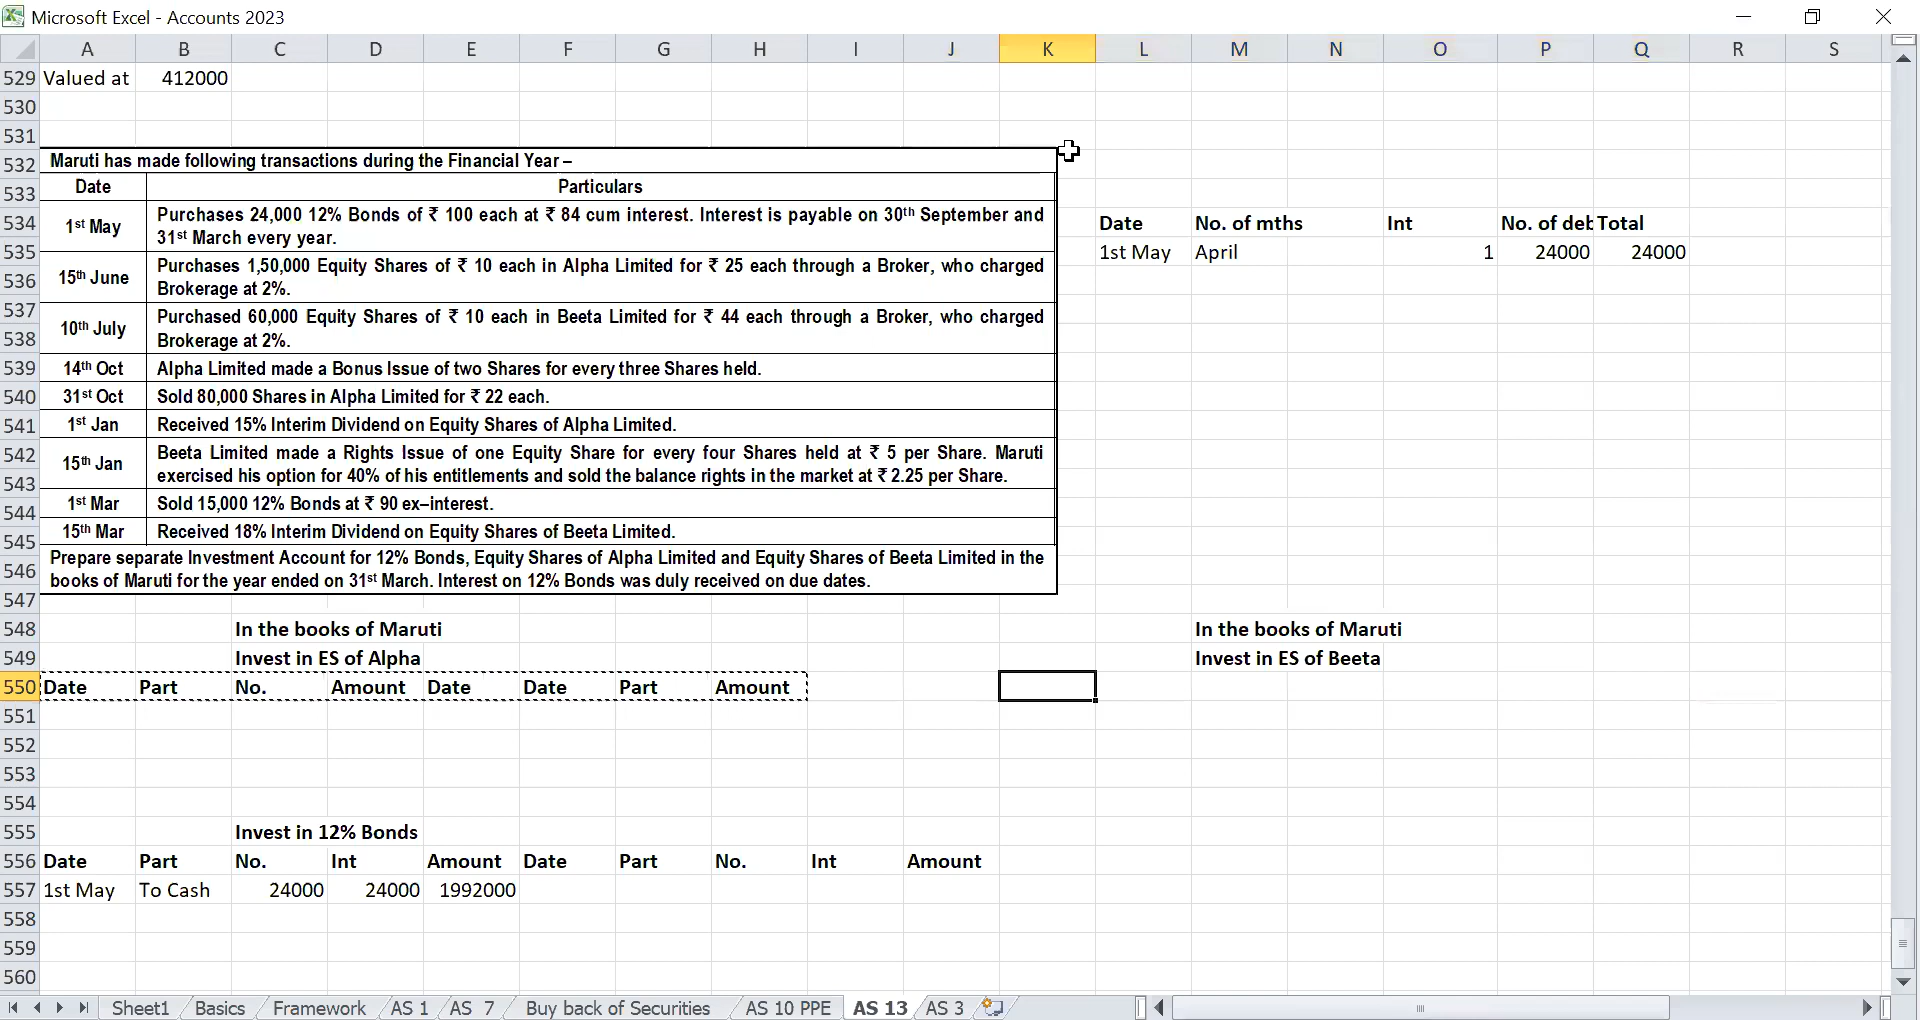 Microsoft Excel - Accounts 2023
A B C D E F G H I J K L M N O P Q R S
529 Valued at 412000
530
531
532 Maruti has made following transactions during the Financial Year –
533 Date Particulars
534 1st May Purchases 24,000 12% Bonds of ₹ 100 each at ₹ 84 cum interest. Interest is payable on 30th September and Date No. of mths Int No. of deb Total
31st March every year.
535 1st May April 1 24000 24000
536 15th June Purchases 1,50,000 Equity Shares of ₹ 10 each in Alpha Limited for ₹ 25 each through a Broker, who charged
Brokerage at 2%.
537 10th July Purchased 60,000 Equity Shares of ₹ 10 each in Beeta Limited for ₹ 44 each through a Broker, who charged
538 Brokerage at 2%.
539 14th Oct Alpha Limited made a Bonus Issue of two Shares for every three Shares held.
540 31st Oct Sold 80,000 Shares in Alpha Limited for ₹ 22 each.
541 1st Jan Received 15% Interim Dividend on Equity Shares of Alpha Limited.
542 15th Jan Beeta Limited made a Rights Issue of one Equity Share for every four Shares held at ₹ 5 per Share. Maruti
543 exercised his option for 40% of his entitlements and sold the balance rights in the market at ₹ 2.25 per Share.
544 1st Mar Sold 15,000 12% Bonds at ₹ 90 ex–interest.
545 15th Mar Received 18% Interim Dividend on Equity Shares of Beeta Limited.
546 Prepare separate Investment Account for 12% Bonds, Equity Shares of Alpha Limited and Equity Shares of Beeta Limited in the
books of Maruti for the year ended on 31st March. Interest on 12% Bonds was duly received on due dates.
547
548 In the books of Maruti In the books of Maruti
549 Invest in ES of Alpha Invest in ES of Beeta
550 Date Part No. Amount Date Date Part Amount
551
552
553
554
555 Invest in 12% Bonds
556 Date Part No. Int Amount Date Part No. Int Amount
557 1st May To Cash 24000 24000 1992000
558
559
560
Sheet1 Basics Framework AS 1 AS 7 Buy back of Securities AS 10 PPE AS 13 AS 3